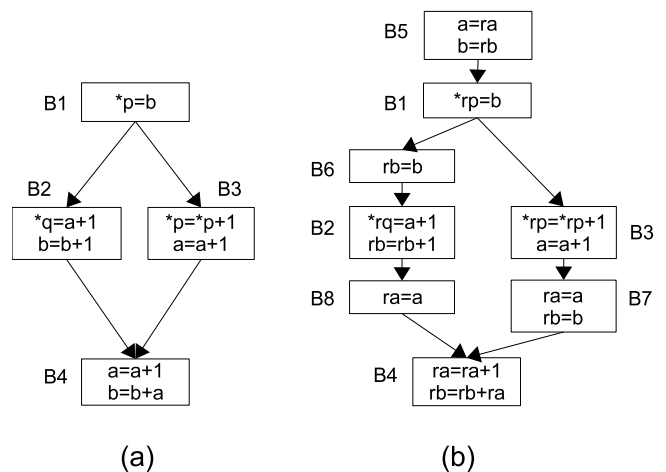 B1
*p=b
B2
*q=a+1
b=b+1
B3
*p=*p+1
a=a+1
B4
a=a+1
b=b+a
(a)
B5
a=ra
b=rb
B1
*rp=b
B6
rb=b
B2
*rq=a+1
rb=rb+1
*rp=*rp+1
a=a+1
B3
B8
ra=a
ra=a
rb=b
B7
B4
ra=ra+1
rb=rb+ra
(b)